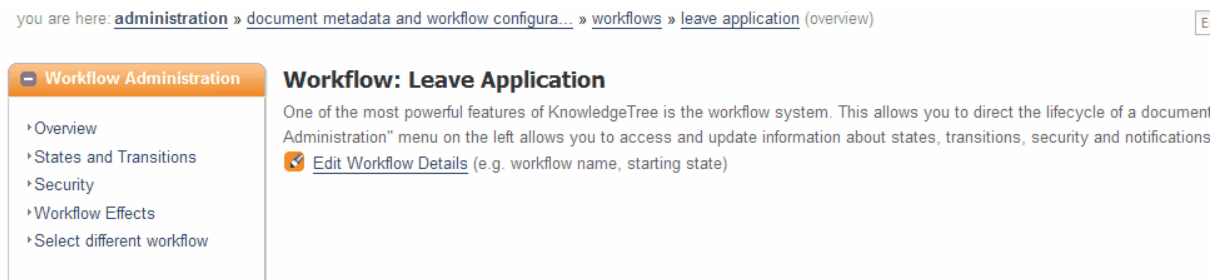 you are here: administration » document metadata and workflow configura... » workflows » leave application (overview)
Workflow Administration
Overview
States and Transitions
Security
Workflow Effects
Select different workflow
Workflow: Leave Application
One of the most powerful features of KnowledgeTree is the workflow system. This allows you to direct the lifecycle of a document
Administration" menu on the left allows you to access and update information about states, transitions, security and notifications
Edit Workflow Details (e.g. workflow name, starting state)